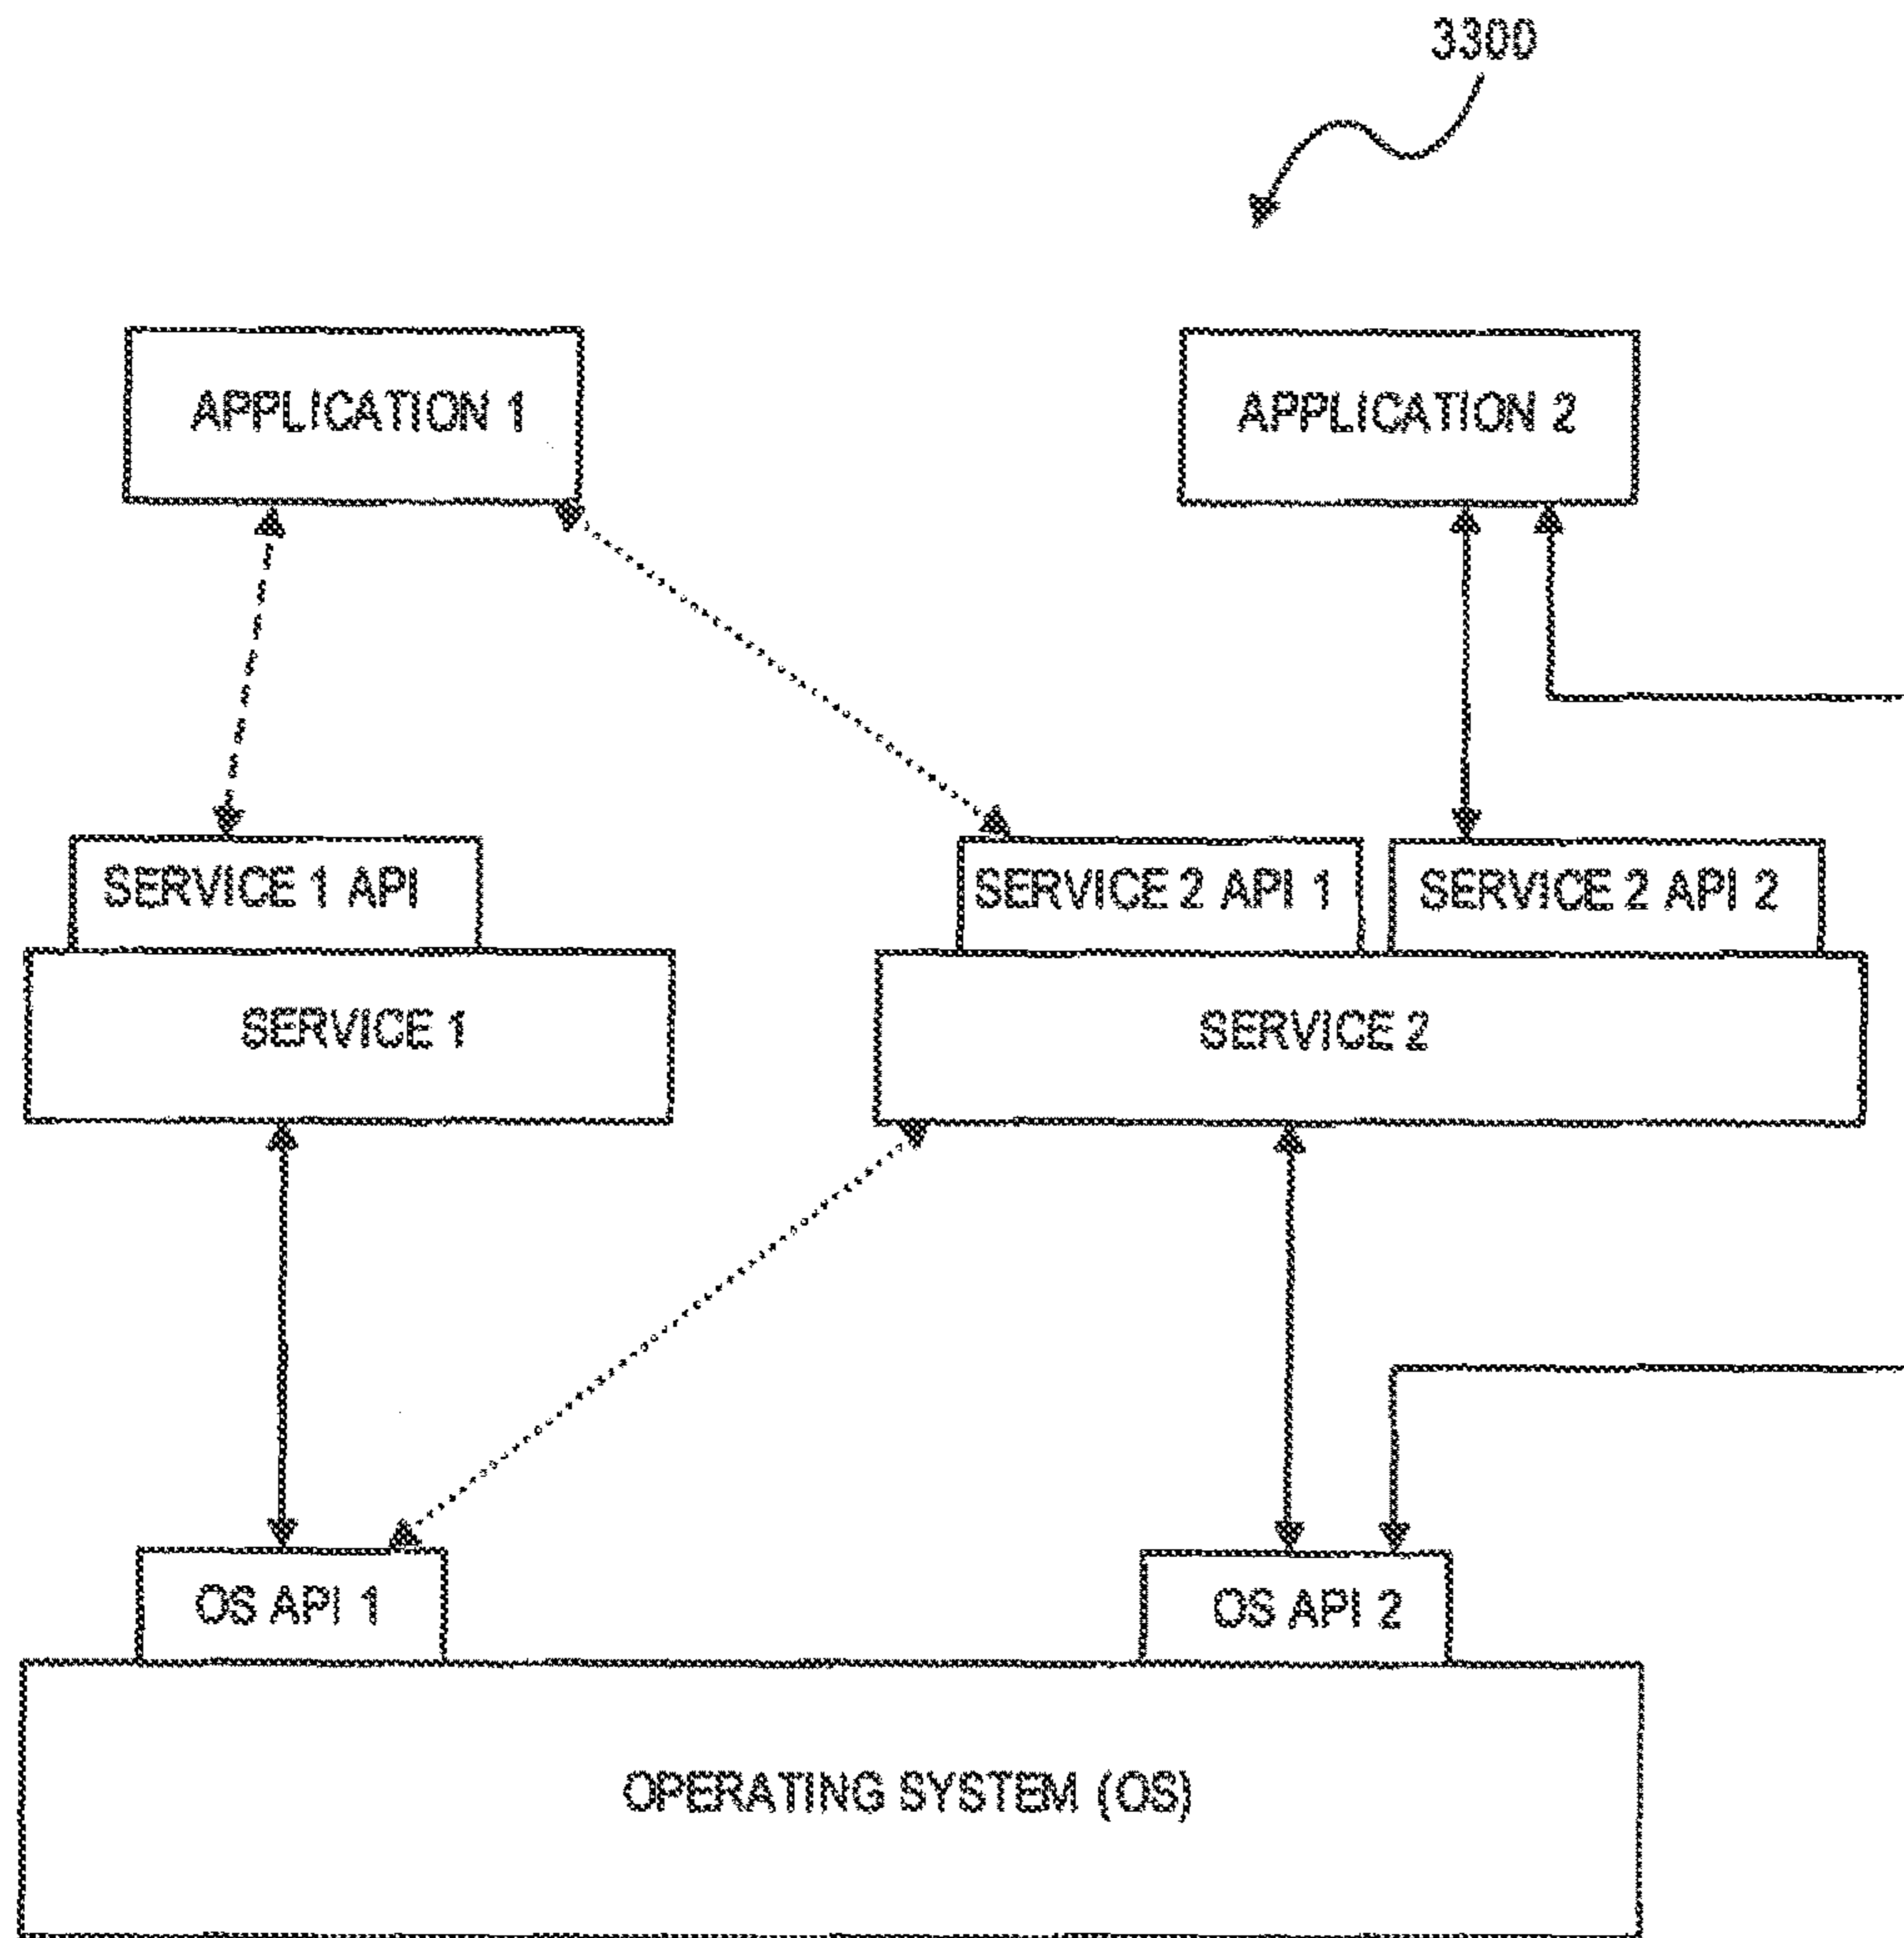 3300
APPLICATION 1
APPLICATION 2
SERVICE 1 API
SERVICE 2 API 1
SERVICE 2 API 2
SERVICE 1
SERVICE 2
OS API 1
OS API 2
OPERATING SYSTEM (OS)